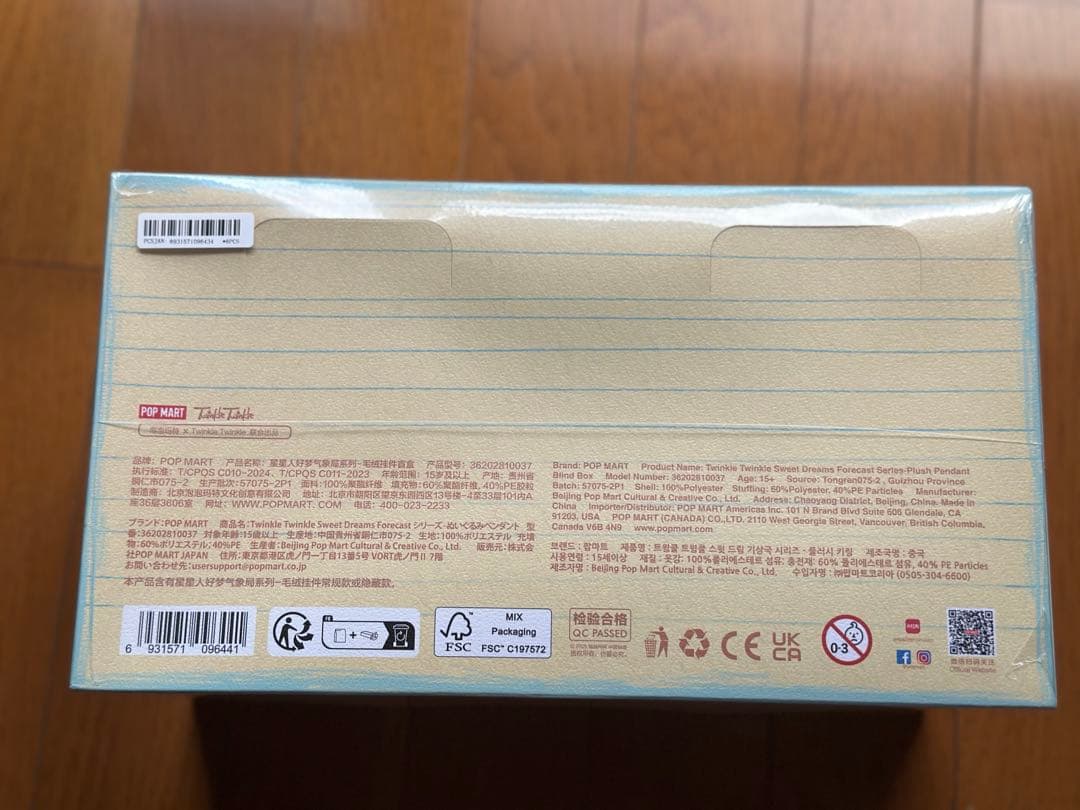 PCSJAN 6931571096434 *6PCS
POP MART Twinkle Twinkle
泡泡玛特 × Twinkle Twinkle 联合出品
品牌：POP MART 产品名称：星星人好梦气象局系列-毛绒挂件盲盒 产品型号：36202810037
执行标准：T/CPQS C010-2024、T/CPQS C011-2023 年龄范围：15岁及以上 产地：贵州省
铜仁市075-2 生产批次：57075-2P1 面料：100%聚酯纤维 填充物：60%聚酯纤维, 40%PE胶粒
制造商：北京泡泡玛特文化创意有限公司 地址：北京市朝阳区望京东园四区13号楼-4至33层101内A
座36层3606室 网址：WWW.POPMART.COM 电话：400-023-2233
ブランド：POP MART 商品名：Twinkle Twinkle Sweet Dreams Forecast シリーズ - ぬいぐるみペンダント 型
番：36202810037 対象年齢：15歳以上 生産地：中国貴州省銅仁市075-2 生地：100%ポリエステル 充填
物：60%ポリエステル；40%PE 生産者：Beijing Pop Mart Cultural & Creative Co., Ltd. 販売元：株式会
社POP MART JAPAN 住所：東京都港区虎ノ門一丁目13番5号 VORT虎ノ門II 7階
お問い合わせ先：usersupport@popmart.co.jp
本产品含有星星人好梦气象局系列-毛绒挂件常规款或隐藏款。
Brand: POP MART Product Name: Twinkle Twinkle Sweet Dreams Forecast Series-Plush Pendant
Blind Box Model Number: 36202810037 Age: 15+ Source: Tongren075-2 , Guizhou Province
Batch: 57075-2P1 Shell: 100%Polyester Stuffing: 60%Polyester, 40%PE Particles Manufacturer:
Beijing Pop Mart Cultural & Creative Co., Ltd. Address: Chaoyang District, Beijing, China. Made in
China Importer/Distributor: POP MART Americas Inc. 101 N Brand Blvd Suite 605 Glendale, CA
91203, USA POP MART (CANADA) CO.,LTD. 2110 West Georgia Street, Vancouver, British Columbia,
Canada V6B 4N9 www.popmart.com
브랜드 : 팝마트 제품명 : 트윙클 트윙클 스윗 드림 기상국 시리즈 - 플러시 키링 제조국명 : 중국
사용연령 : 15세이상 재질 : 옷감: 100%폴리에스테르 섬유; 충전재: 60% 폴리에스테르 섬유, 40% PE Particles
제조자명 : Beijing Pop Mart Cultural & Creative Co., Ltd. 수입자명 : ㈜팝마트코리아 (0505-304-6600)
6 931571 096441
FSC
MIX
Packaging
FSC™ C197572
检验合格
QC PASSED
CE
UK
CA
0-3
微信扫码关注
Official Website